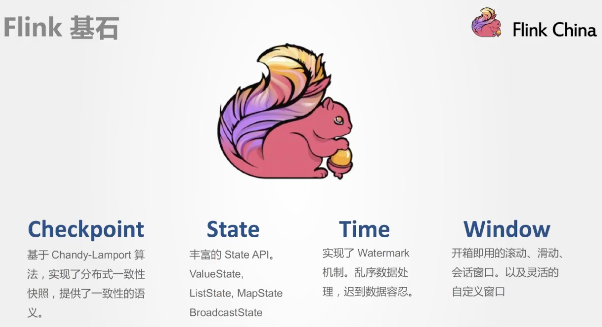 Flink 基石
Flink China
Checkpoint
基于 Chandy-Lamport 算
法，实现了分布式一致性
快照，提供了一致性的语
义。
State
丰富的 State API。
ValueState,
ListState, MapState
BroadcastState
Time
实现了 Watermark
机制。乱序数据处
理，迟到数据容忍。
Window
开箱即用的滚动、滑动、
会话窗口。以及灵活的
自定义窗口